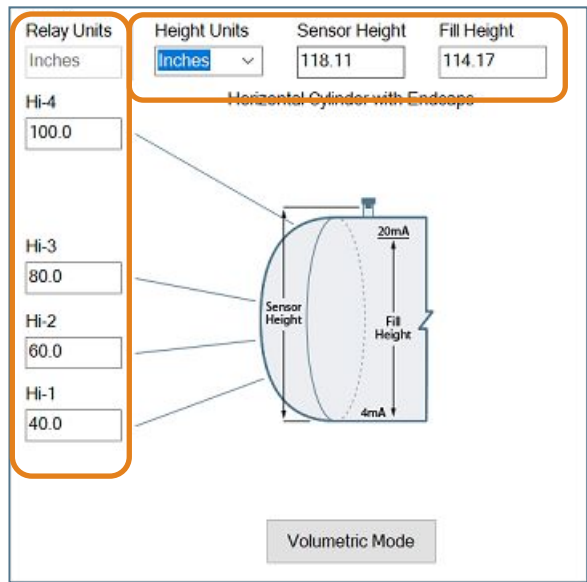 Relay Units Height Units Sensor Height Fill Height
Inches Inches 118.11 114.17
Horizontal Cylinder with Endcaps
Hi-4
100.0
20mA
Hi-3
80.0
Sensor
Height
Fill
Height
Hi-2
60.0
Hi-1
40.0
4mA
Volumetric Mode